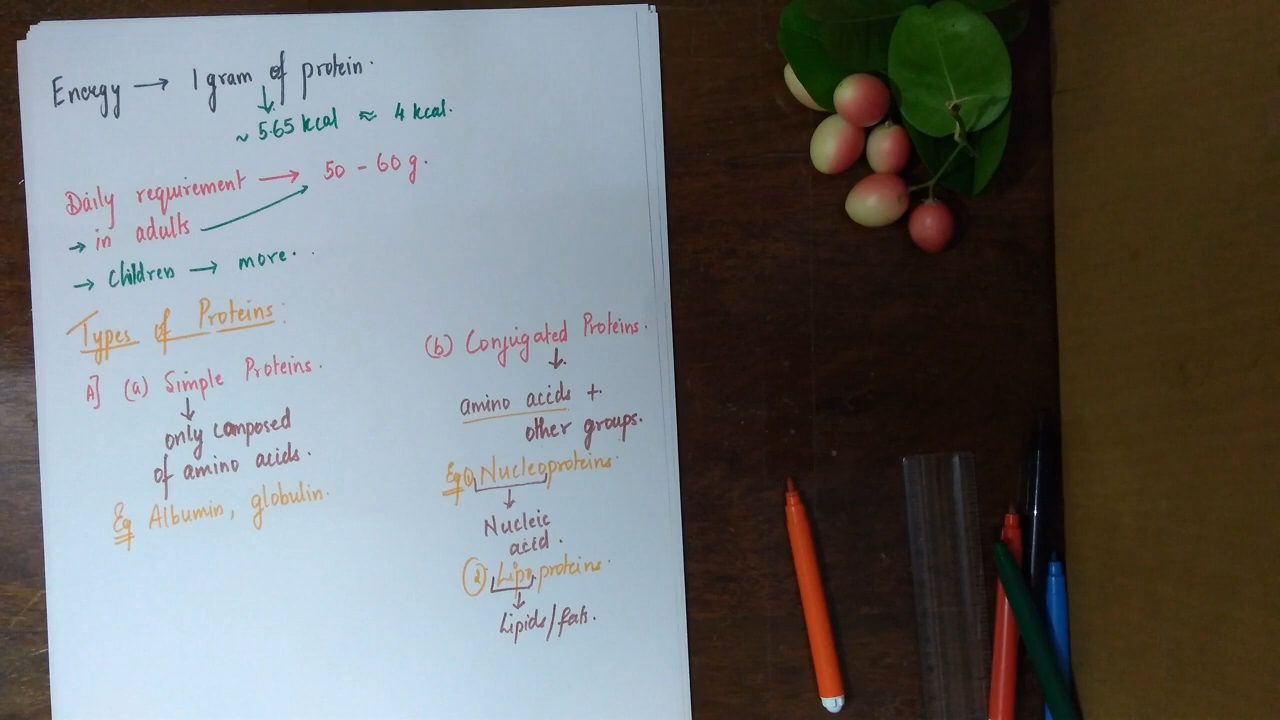 Energy → 1 gram of protein.
~ 5.65 kcal ≈ 4 kcal.
Daily requirement → 50 - 60 g.
→ in adults
→ Children → more...
Types of Proteins:
A] (a) Simple Proteins.
↓
only composed
of amino acids.
Eg Albumin, globulin.
(b) Conjugated Proteins.
↓
amino acids +
other groups.
Eg ① Nucleoproteins.
↓
Nucleic
acid.
② Lipoproteins.
↓
Lipids/fats.